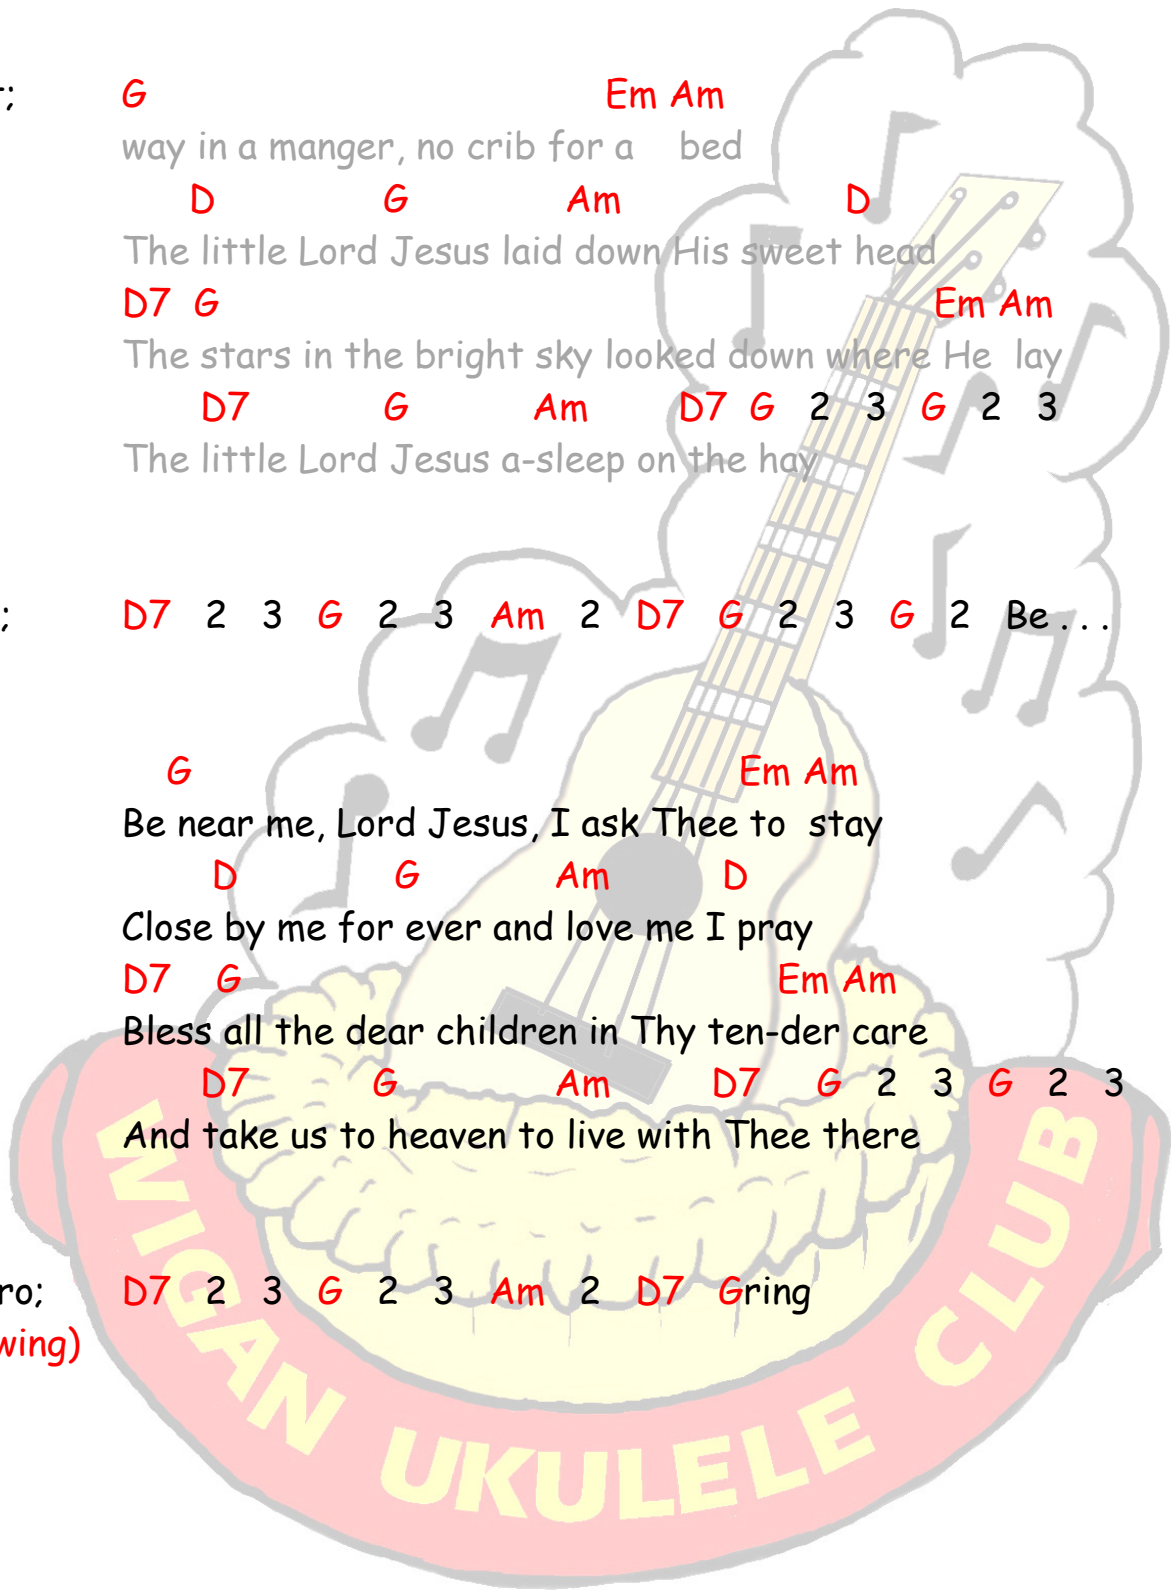 G Em Am
way in a manger, no crib for a bed
D G Am D
The little Lord Jesus laid down His sweet head
D7 G Em Am
The stars in the bright sky looked down where He lay
D7 G Am D7 G 2 3 G 2 3
The little Lord Jesus a-sleep on the hay
; D7 2 3 G 2 3 Am 2 D7 G 2 3 G 2 Be . . .
G Em Am
Be near me, Lord Jesus, I ask Thee to stay
D G Am D
Close by me for ever and love me I pray
D7 G Em Am
Bless all the dear children in Thy ten-der care
D7 G Am D7 G 2 3 G 2 3
And take us to heaven to live with Thee there
ro; D7 2 3 G 2 3 Am 2 D7 Gring
wing)
WIGAN UKULELE CLUB